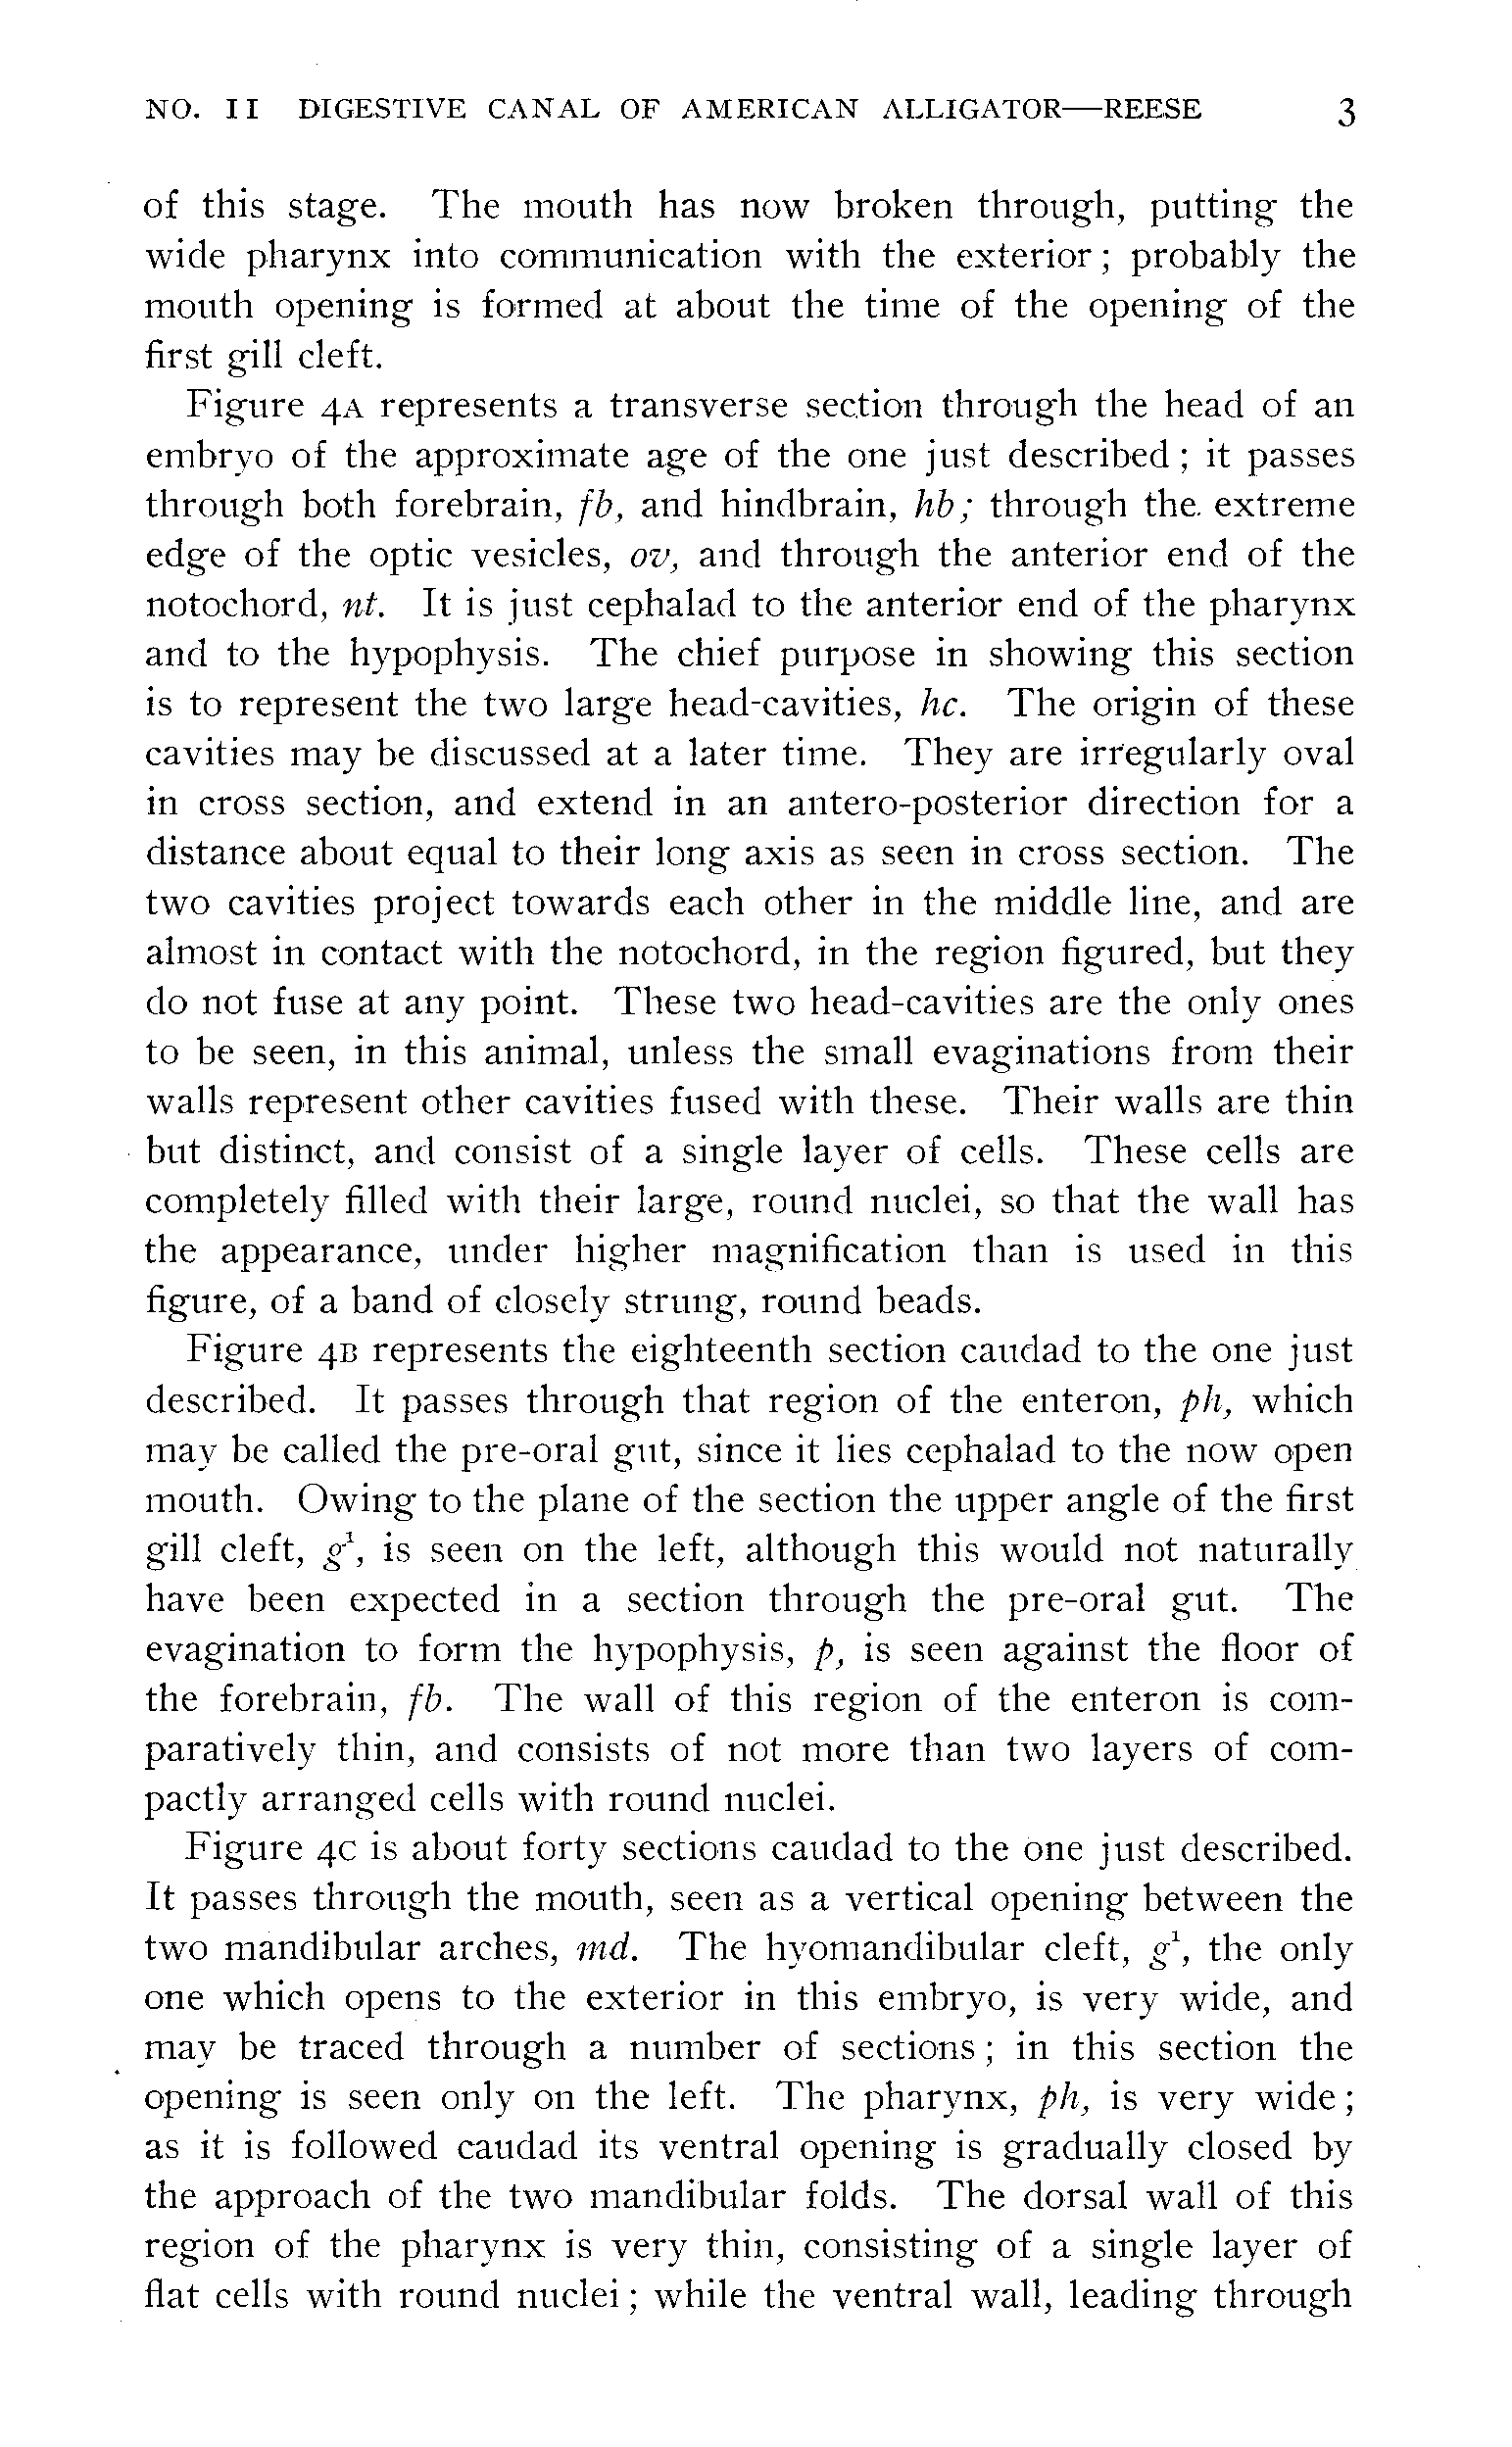 NO. 11 DIGESTIVE CANAL OF AMERICAN ALLIGATOR—REESE 3
of this stage. The mouth has now broken through, putting the
wide pharynx into communication with the exterior; probably the
mouth opening is formed at about the time of the opening of the
first gill cleft.
Figure 4A represents a transverse section through the head of an
embryo of the approximate age of the one just described; it passes
through both forebrain, fb, and hindbrain, hb; through the extreme
edge of the optic vesicles, ov, and through the anterior end of the
notochord, nt. It is just cephalad to the anterior end of the pharynx
and to the hypophysis. The chief purpose in showing this section
is to represent the two large head-cavities, hc. The origin of these
cavities may be discussed at a later time. They are irregularly oval
in cross section, and extend in an antero-posterior direction for a
distance about equal to their long axis as seen in cross section. The
two cavities project towards each other in the middle line, and are
almost in contact with the notochord, in the region figured, but they
do not fuse at any point. These two head-cavities are the only ones
to be seen, in this animal, unless the small evaginations from their
walls represent other cavities fused with these. Their walls are thin
but distinct, and consist of a single layer of cells. These cells are
completely filled with their large, round nuclei, so that the wall has
the appearance, under higher magnification than is used in this
figure, of a band of closely strung, round beads.
Figure 4B represents the eighteenth section caudad to the one just
described. It passes through that region of the enteron, ph, which
may be called the pre-oral gut, since it lies cephalad to the now open
mouth. Owing to the plane of the section the upper angle of the first
gill cleft, g¹, is seen on the left, although this would not naturally
have been expected in a section through the pre-oral gut. The
evagination to form the hypophysis, p, is seen against the floor of
the forebrain, fb. The wall of this region of the enteron is com-
paratively thin, and consists of not more than two layers of com-
pactly arranged cells with round nuclei.
Figure 4C is about forty sections caudad to the one just described.
It passes through the mouth, seen as a vertical opening between the
two mandibular arches, md. The hyomandibular cleft, g¹, the only
one which opens to the exterior in this embryo, is very wide, and
may be traced through a number of sections; in this section the
opening is seen only on the left. The pharynx, ph, is very wide;
as it is followed caudad its ventral opening is gradually closed by
the approach of the two mandibular folds. The dorsal wall of this
region of the pharynx is very thin, consisting of a single layer of
flat cells with round nuclei; while the ventral wall, leading through